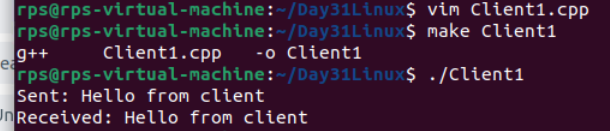 rps@rps-virtual-machine:~/Day31Linux$ vim Client1.cpp
rps@rps-virtual-machine:~/Day31Linux$ make Client1
g++     Client1.cpp   -o Client1
rps@rps-virtual-machine:~/Day31Linux$ ./Client1
Sent: Hello from client
Received: Hello from client